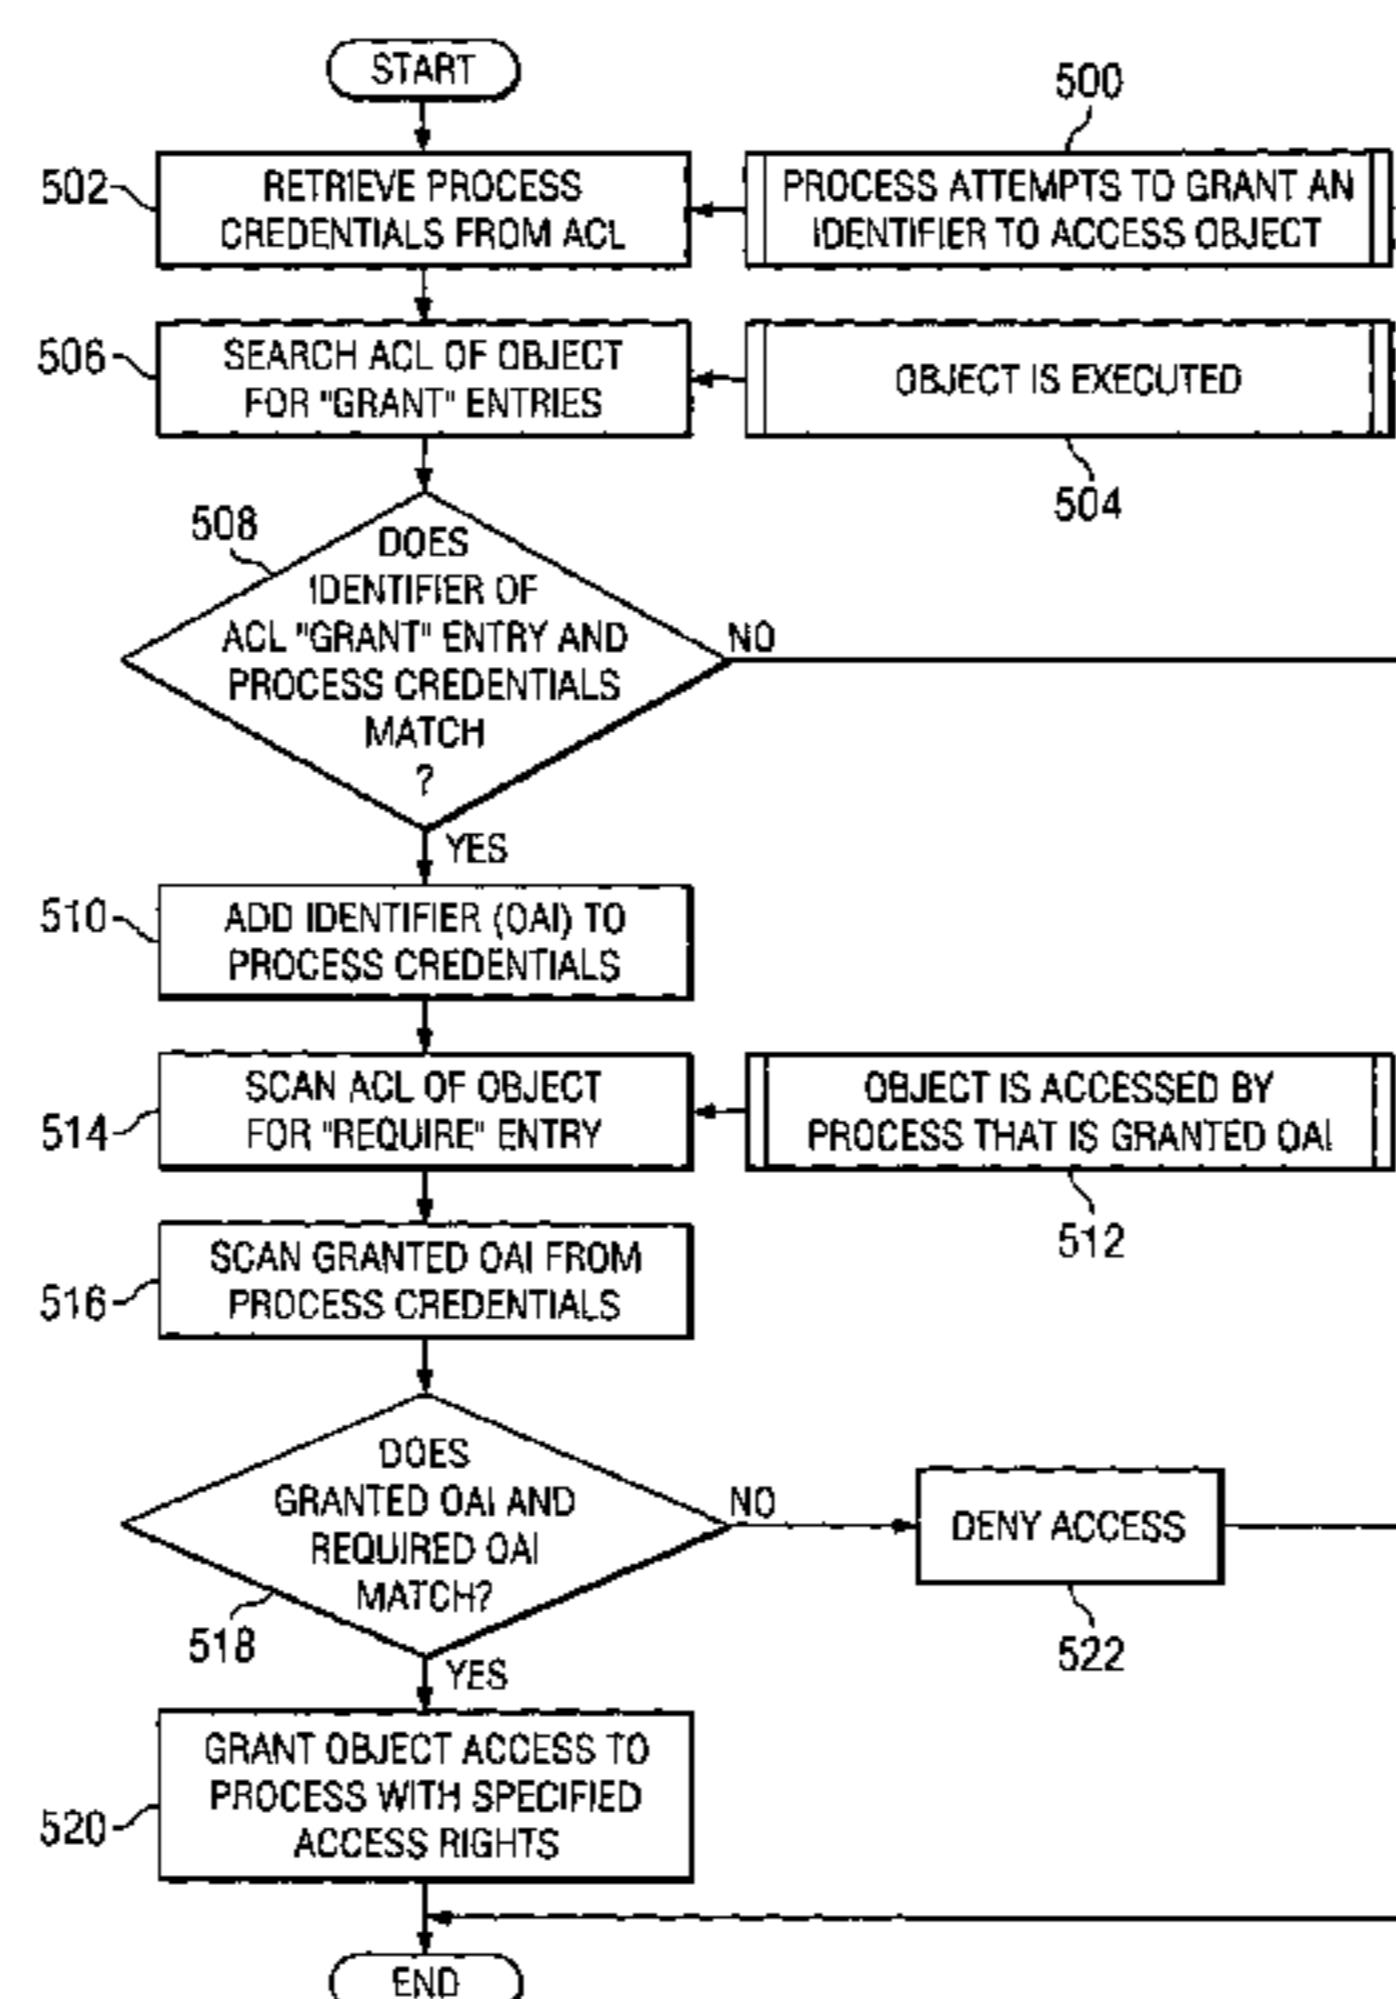 START
500
502
RETRIEVE PROCESS
CREDENTIALS FROM ACL
PROCESS ATTEMPTS TO GRANT AN
IDENTIFIER TO ACCESS OBJECT
506
SEARCH ACL OF OBJECT
FOR "GRANT" ENTRIES
OBJECT IS EXECUTED
504
508
DOES
IDENTIFIER OF
ACL "GRANT" ENTRY AND
PROCESS CREDENTIALS
MATCH
?
NO
YES
510
ADD IDENTIFIER (OAI) TO
PROCESS CREDENTIALS
514
SCAN ACL OF OBJECT
FOR "REQUIRE" ENTRY
OBJECT IS ACCESSED BY
PROCESS THAT IS GRANTED OAI
512
516
SCAN GRANTED OAI FROM
PROCESS CREDENTIALS
DOES
GRANTED OAI AND
REQUIRED OAI
MATCH?
518
NO
DENY ACCESS
522
YES
520
GRANT OBJECT ACCESS TO
PROCESS WITH SPECIFIED
ACCESS RIGHTS
END